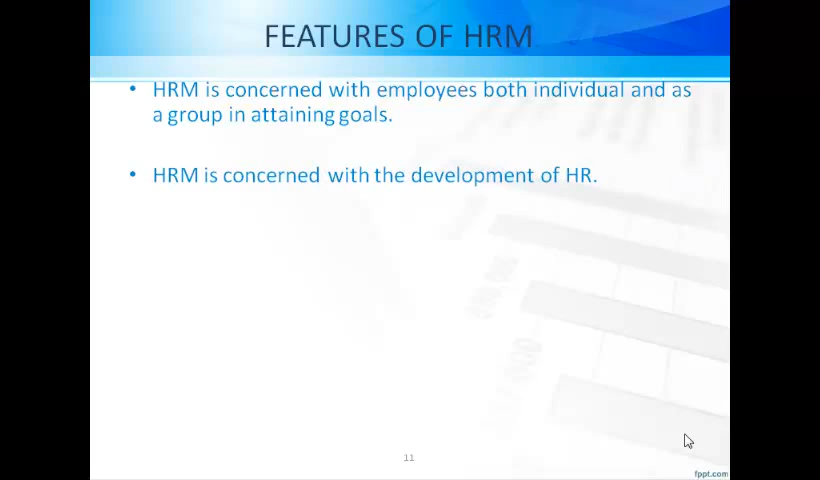 FEATURES OF HRM
• HRM is concerned with employees both individual and as
a group in attaining goals.
• HRM is concerned with the development of HR.
11
fppt.com